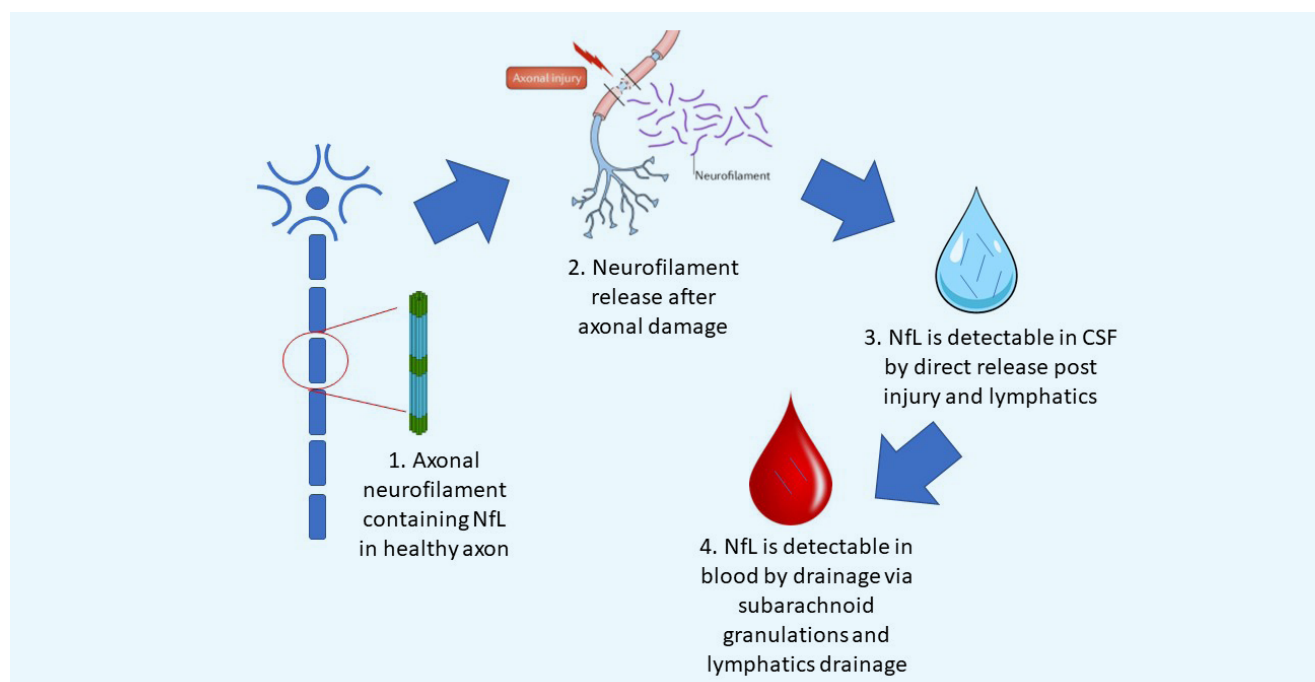 Axonal injury
Neurofilament
1. Axonal
neurofilament
containing NfL
in healthy axon
2. Neurofilament
release after
axonal damage
3. NfL is detectable in CSF
by direct release post
injury and lymphatics
4. NfL is detectable in
blood by drainage via
subarachnoid
granulations and
lymphatics drainage